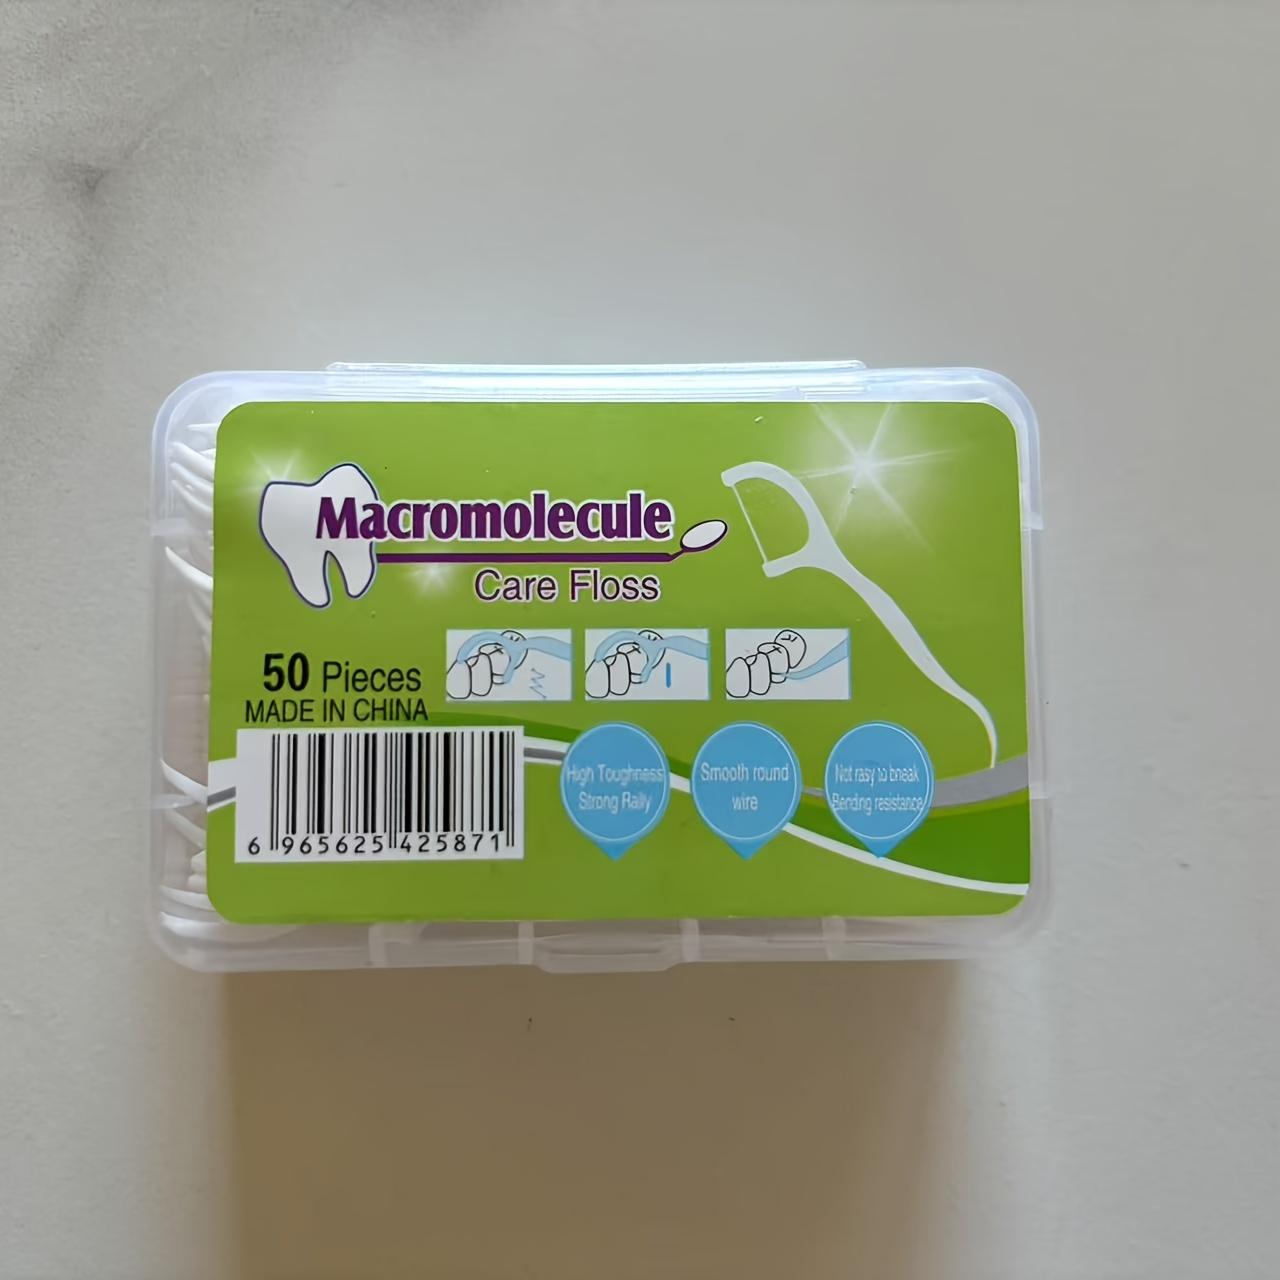 Macromolecule
Care Floss
50 Pieces
MADE IN CHINA
High Toughness
Strong Rally
Smooth round
wire
Not rasy to break
Bending resistance
6 965625 425871